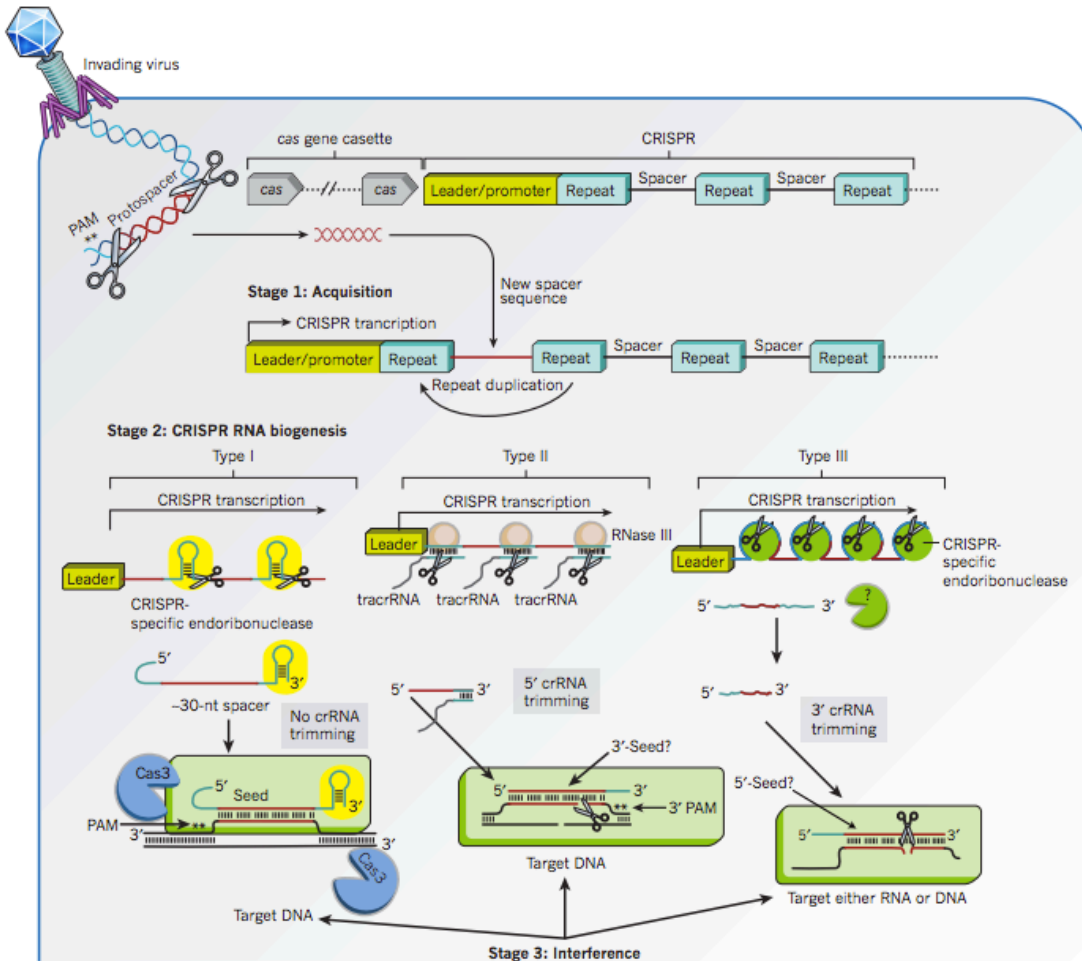 Invading virus
cas gene casette
CRISPR
PAM
**
Protospacer
cas
cas
Leader/promoter
Repeat
Spacer
Repeat
Spacer
Repeat
New spacer
sequence
Stage 1: Acquisition
CRISPR trancription
Leader/promoter
Repeat
Repeat
Spacer
Repeat
Spacer
Repeat
Repeat duplication
Stage 2: CRISPR RNA biogenesis
Type I
CRISPR transcription
Leader
CRISPR-
specific endoribonuclease
5′
3′
~30-nt spacer
No crRNA
trimming
Cas3
5′
Seed
3′
PAM
**
3′
3′
Cas3
Target DNA
Type II
CRISPR transcription
Leader
RNase III
tracrRNA
tracrRNA
tracrRNA
5′
3′
5′ crRNA
trimming
3′-Seed?
5′
3′
**
3′ PAM
Target DNA
Type III
CRISPR transcription
Leader
CRISPR-
specific
endoribonuclease
5′
3′
?
5′
3′
3′ crRNA
trimming
5′-Seed?
5′
3′
Target either RNA or DNA
Stage 3: Interference